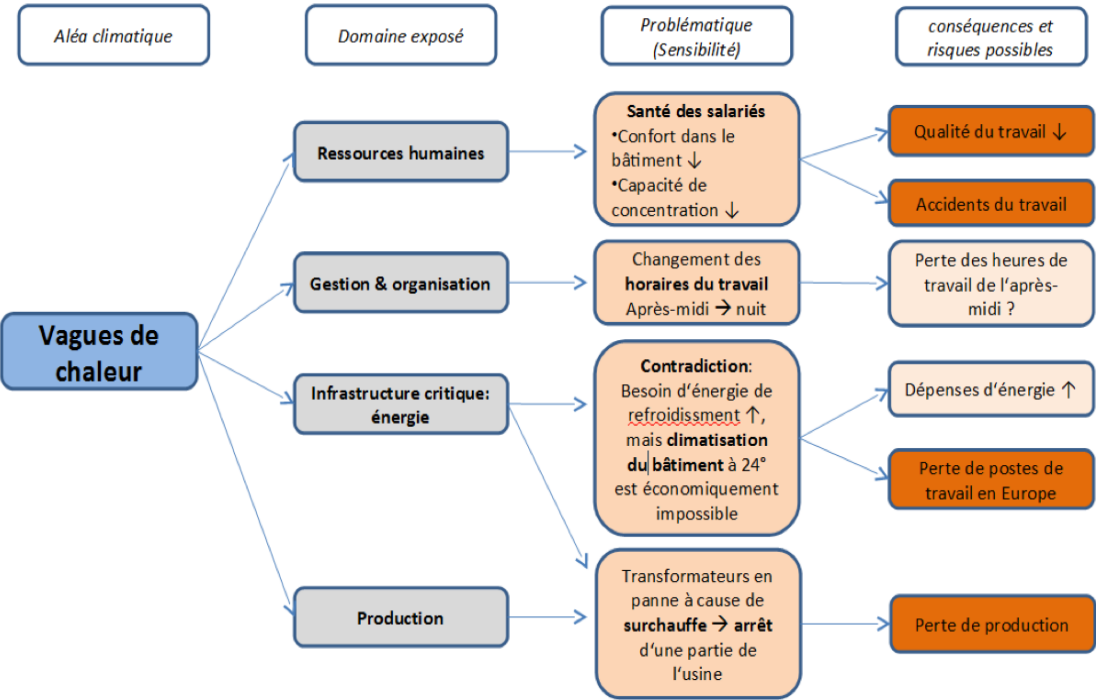 Aléa climatique
Domaine exposé
Problématique
(Sensibilité)
conséquences et
risques possibles
Vagues de
chaleur
Ressources humaines
Santé des salariés
•Confort dans le
bâtiment ↓
•Capacité de
concentration ↓
Qualité du travail ↓
Accidents du travail
Gestion & organisation
Changement des
horaires du travail
Après-midi → nuit
Perte des heures de
travail de l‘après-
midi ?
Infrastructure critique:
énergie
Contradiction:
Besoin d‘énergie de
refroidissment ↑,
mais climatisation
du bâtiment à 24°
est économiquement
impossible
Dépenses d‘énergie ↑
Perte de postes de
travail en Europe
Production
Transformateurs en
panne à cause de
surchauffe → arrêt
d‘une partie de
l‘usine
Perte de production